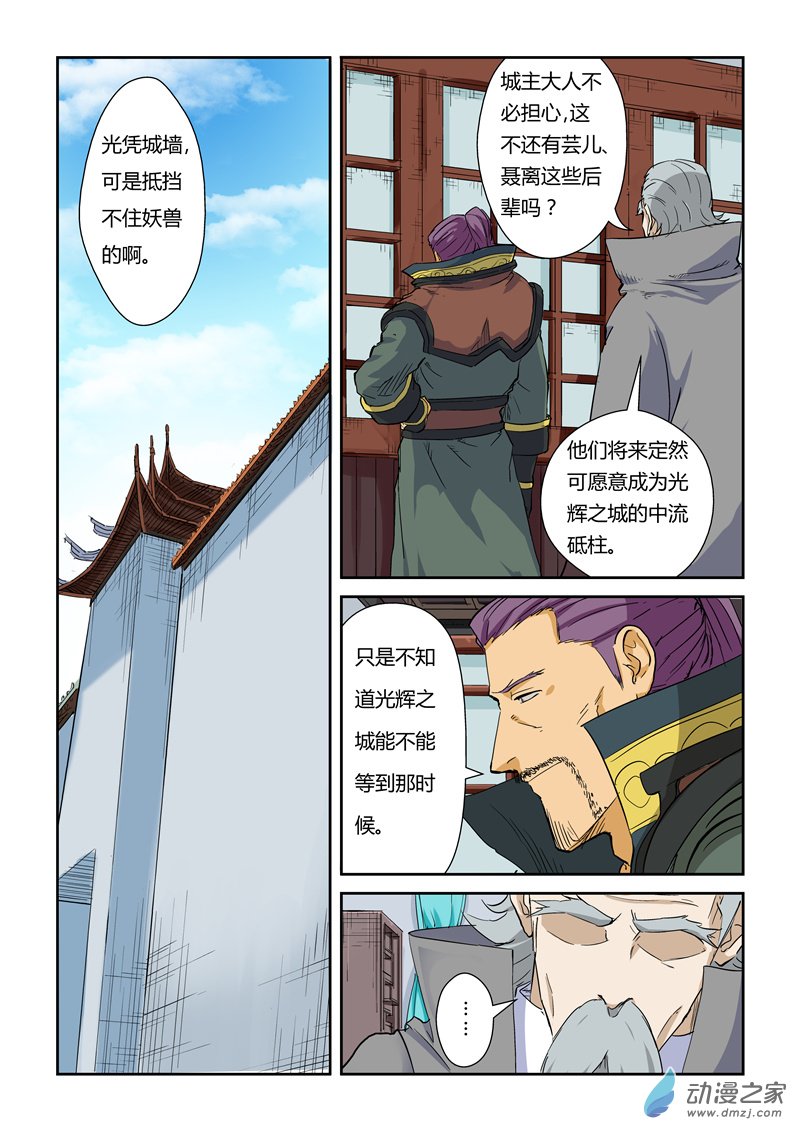 光凭城墙，
可是抵挡
不住妖兽
的啊。
城主大人不
必担心，这
不还有芸儿、
聂离这些后
辈吗？
他们将来定然
可愿意成为光
辉之城的中流
砥柱。
只是不知
道光辉之
城能不能
等到那时
候。
……
动漫之家
www.dmzj.com